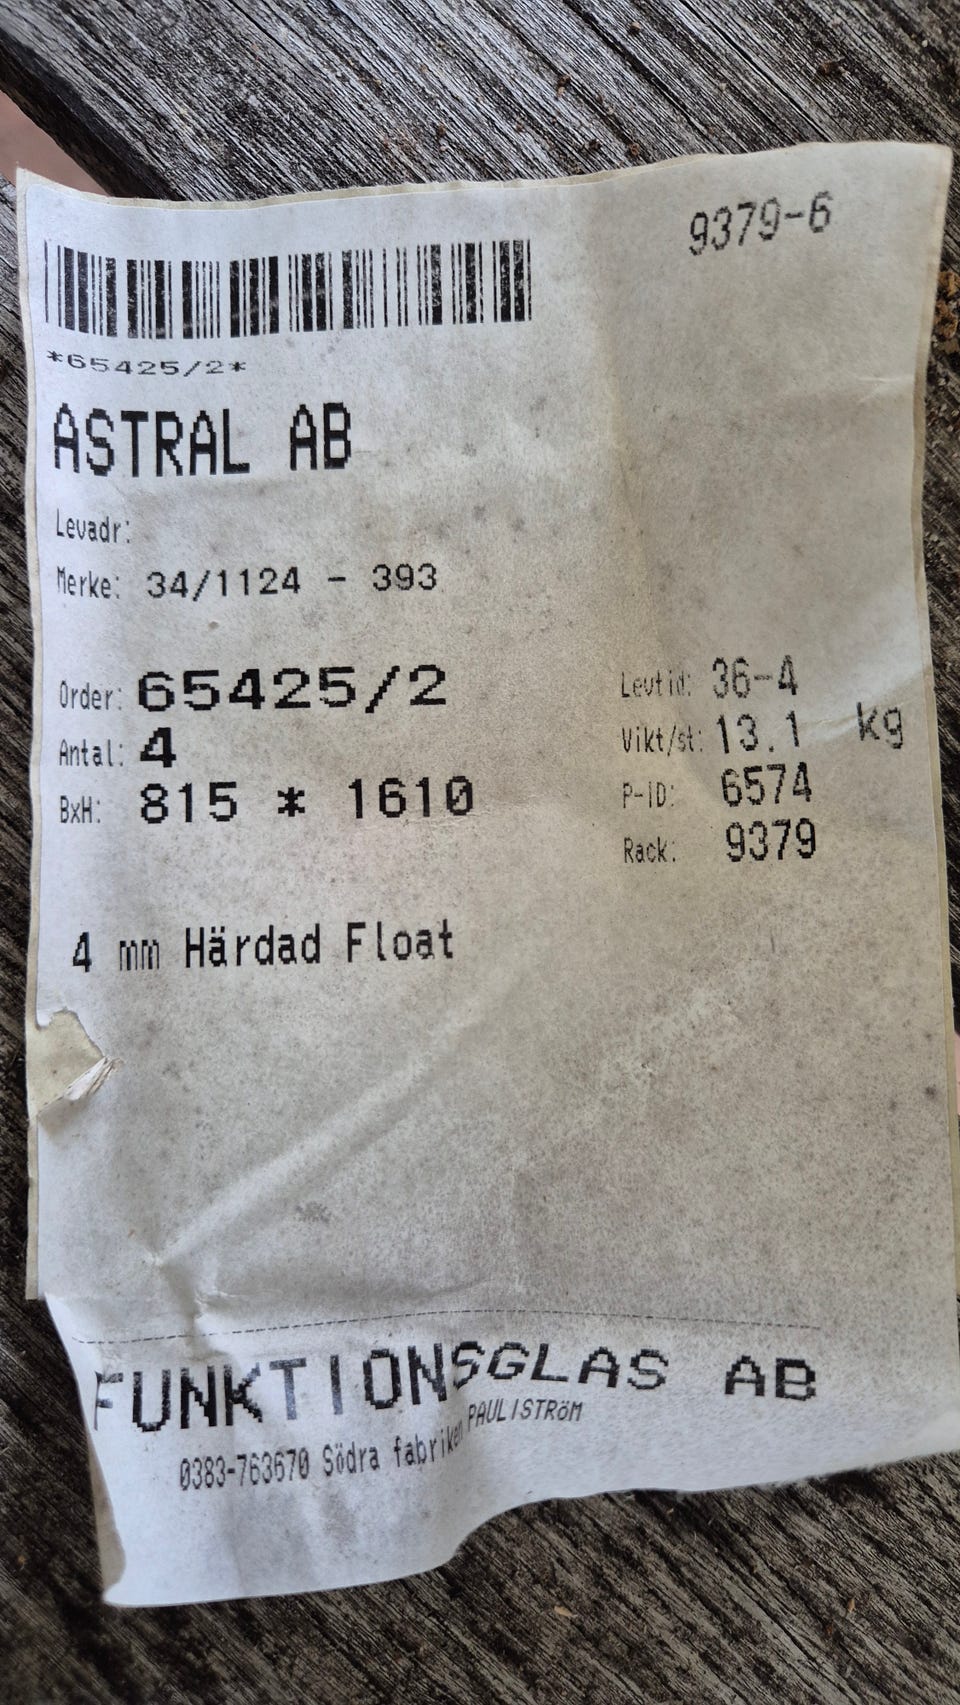 9379-6
*65425/2*
ASTRAL AB
Levadr:
Merke: 34/1124 - 393
Order: 65425/2
Levtid: 36-4
Antal: 4
Vikt/st: 13.1 kg
BxH: 815 * 1610
P-ID: 6574
Rack: 9379
4 mm Härdad Float
FUNKTIONSGLAS AB
0383-763670 Södra fabriken PAULISTRÖM